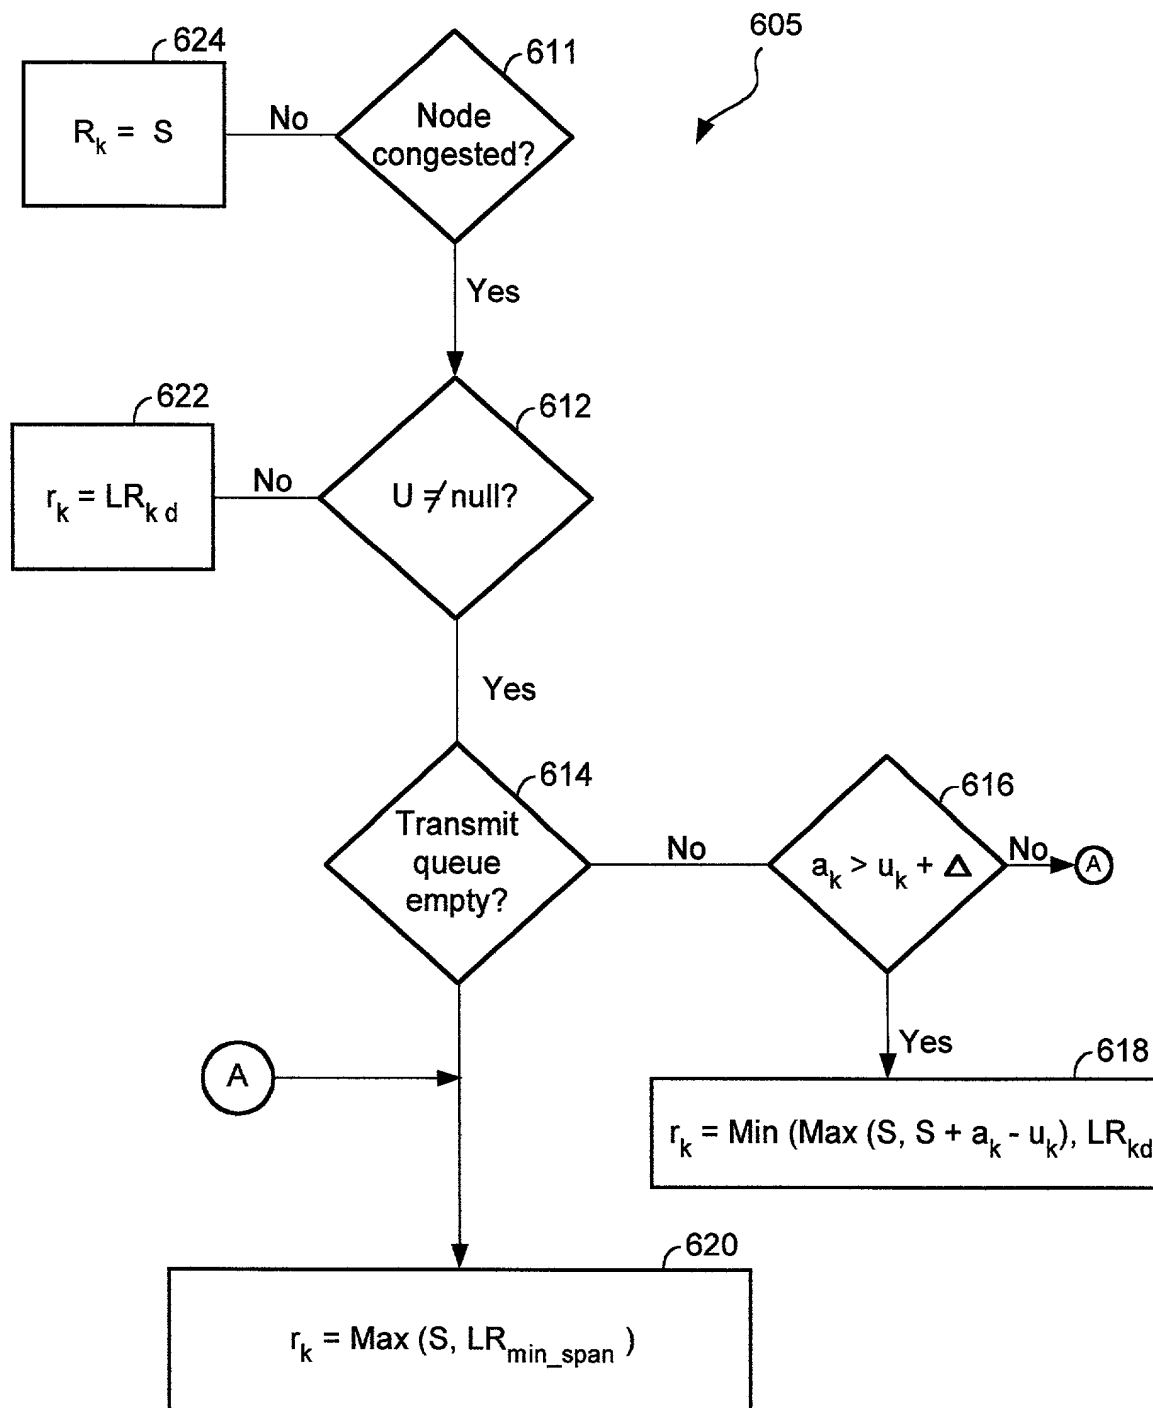 605
624
611
R_k = S
No
Node
congested?
Yes
622
612
r_k = LR_k d
No
U ≠ null?
Yes
614
616
Transmit
queue
empty?
No
a_k > u_k + Δ
No
A
Yes
A
618
r_k = Min (Max (S, S + a_k - u_k), LR_kd
620
r_k = Max (S, LR_min_span )